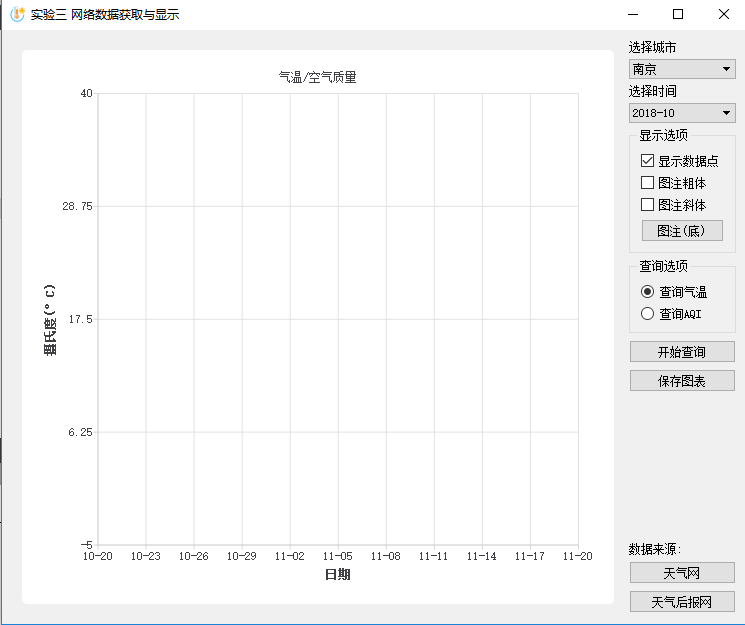 实验三 网络数据获取与显示
气温/空气质量
40
28.75
17.5
6.25
-5
摄氏度(° C)
10-20 10-23 10-26 10-29 11-02 11-05 11-08 11-11 11-14 11-17 11-20
日期
选择城市
南京
选择时间
2018-10
显示选项
显示数据点
图注粗体
图注斜体
图注(底)
查询选项
查询气温
查询AQI
开始查询
保存图表
数据来源:
天气网
天气后报网